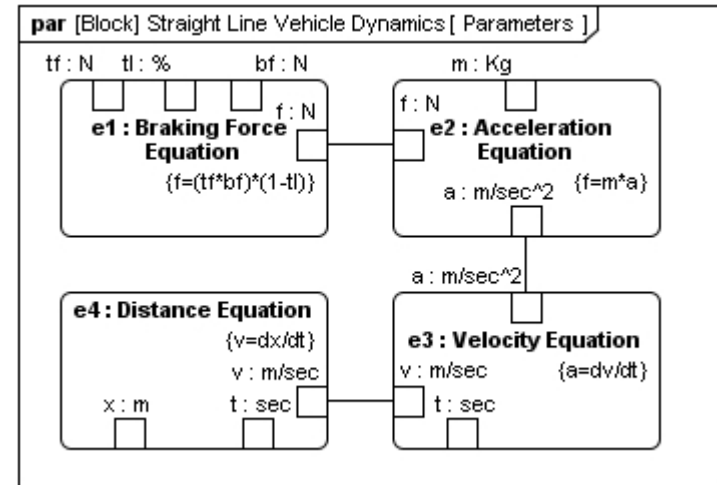 par [Block] Straight Line Vehicle Dynamics [ Parameters ]
tf : N tl : % bf : N
f : N
e1 : Braking Force
Equation
{f=(tf*bf)*(1-tl)}
m : Kg
f : N
e2 : Acceleration
Equation
{f=m*a}
a : m/sec^2
a : m/sec^2
e4 : Distance Equation
{v=dx/dt}
v : m/sec
x : m t : sec
e3 : Velocity Equation
{a=dv/dt}
v : m/sec
t : sec